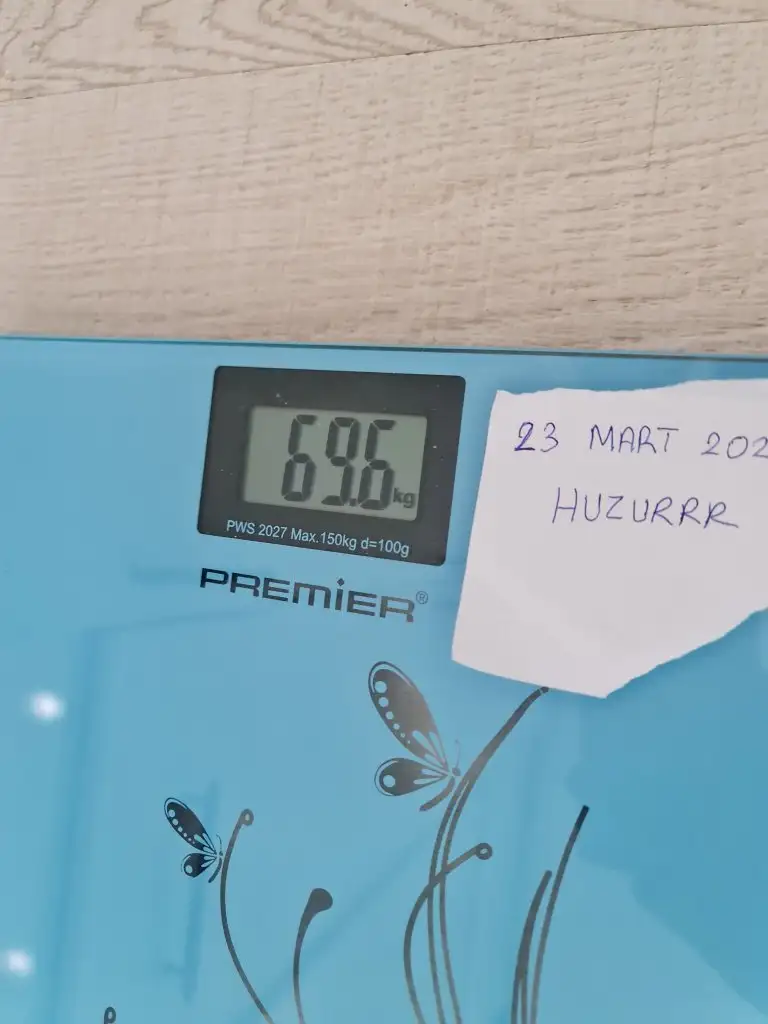 69.6 kg
PWS 2027 Max.150kg d=100g
PREMiER®
23 MART 202
HUZURRR